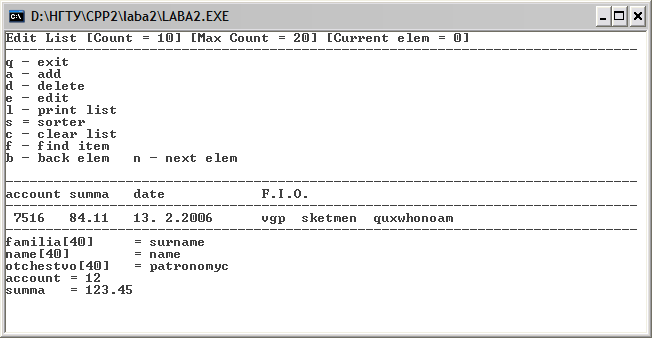 D:\НГТУ\CPP2\laba2\LABA2.EXE
Edit List [Count = 10] [Max Count = 20] [Current elem = 0]
q - exit
a - add
d - delete
e - edit
l - print list
s = sorter
c - clear list
f - find item
b - back elem   n - next elem
account summa   date            F.I.O.
7516   84.11   13. 2.2006      vgp  sketmen  quxwhonoam
familia[40]     = surname
name[40]        = name
otchestvo[40]   = patronomyc
account = 12
summa   = 123.45